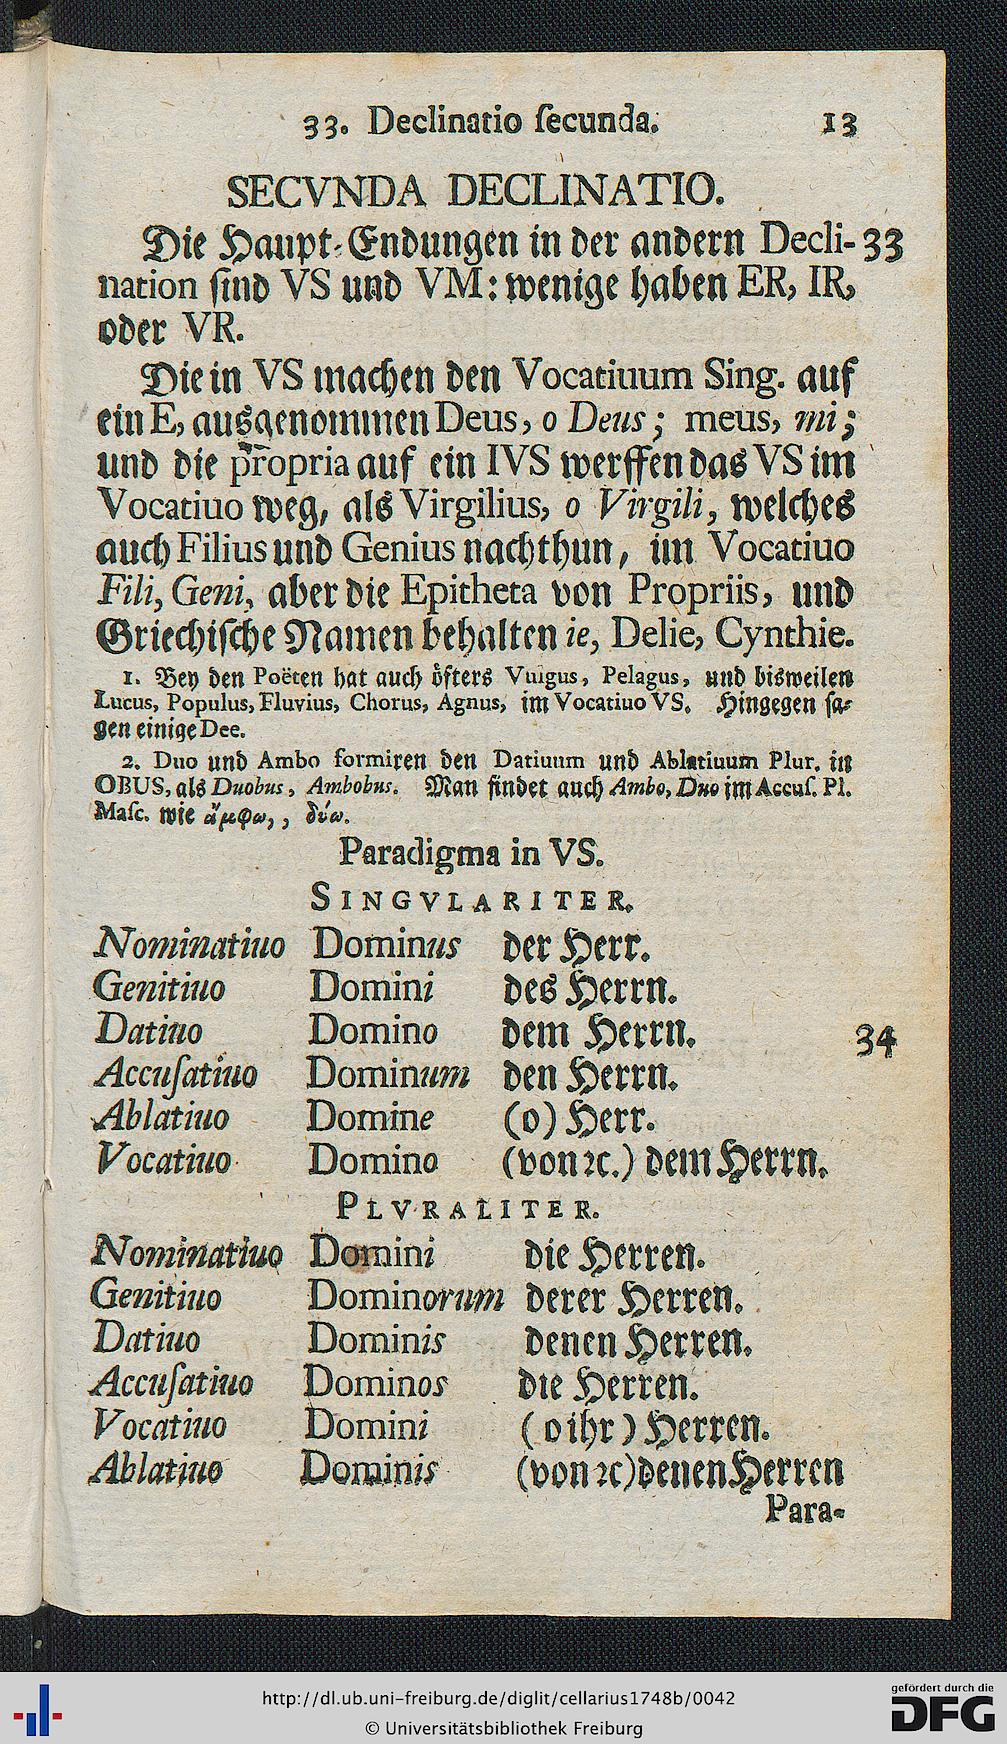 33. Declinatio ſecunda. 13
SECVNDA DECLINATIO.
Die Haupt-Endungen in der andern Decli- 33
nation ſind VS und VM: wenige haben ER, IR,
oder VR.
Die in VS machen den Vocatiuum Sing. auf
ein E, ausgenommen Deus, o Deus; meus, mi;
und die propria auf ein IVS werffen das VS im
Vocatiuo weg, als Virgilius, o Virgili, welches
auch Filius und Genius nachthun, im Vocatiuo
Fili, Geni, aber die Epitheta von Propriis, und
Griechiſche Namen behalten ie, Delie, Cynthie.
1. Bey den Poëten hat auch öfters Vulgus, Pelagus, und bisweilen
Lucus, Populus, Fluvius, Chorus, Agnus, im Vocatiuo VS. Hingegen ſa-
gen einige Dee.
2. Duo und Ambo formiren den Datiuum und Ablatiuum Plur. in
OBUS, als Duobus, Ambobus. Man findet auch Ambo, Duo im Accuſ. Pl.
Maſc. wie ἄμφω, , δύω.
Paradigma in VS.
SINGVLARITER.
Nominatiuo Dominus der Herr.
Genitiuo Domini des Herrn.
Datiuo Domino dem Herrn. 34
Accuſatiuo Dominum den Herrn.
Ablatiuo Domine (o) Herr.
Vocatiuo Domino (von ꝛc.) dem Herrn.
PLVRALITER.
Nominatiuo Domini die Herren.
Genitiuo Dominorum derer Herren.
Datiuo Dominis denen Herren.
Accuſatiuo Dominos die Herren.
Vocatiuo Domini (o ihr) Herren.
Ablatiuo Dominis (von ꝛc) denen Herren
Para-
http://dl.ub.uni-freiburg.de/diglit/cellarius1748b/0042
© Universitätsbibliothek Freiburg
gefördert durch die
DFG